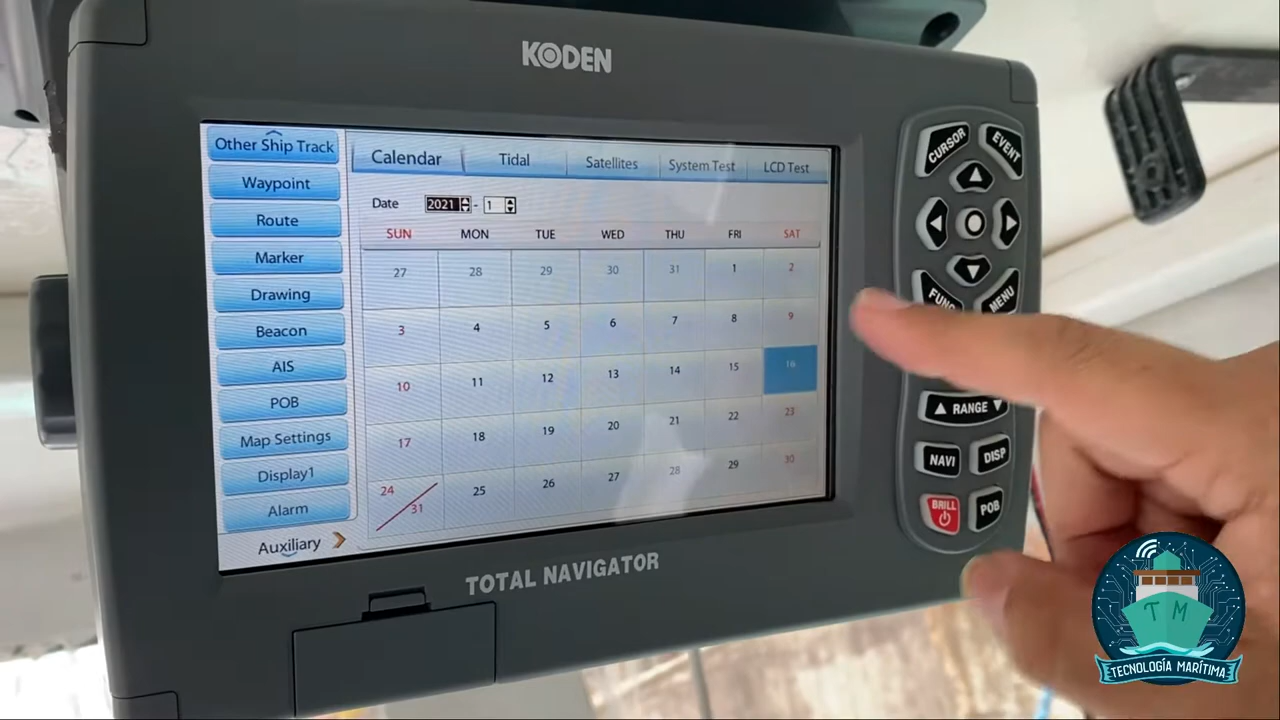 KODEN
Other Ship Track
Waypoint
Route
Marker
Drawing
Beacon
AIS
POB
Map Settings
Display1
Alarm
Auxiliary
Calendar Tidal Satellites System Test LCD Test
Date 2021 - 1
SUN MON TUE WED THU FRI SAT
27 28 29 30 31 1 2
3 4 5 6 7 8 9
10 11 12 13 14 15 16
17 18 19 20 21 22 23
24/31 25 26 27 28 29 30
TOTAL NAVIGATOR
CURSOR EVENT
FUNC MENU
RANGE
NAVI DISP
BRILL POB
T M
TECNOLOGÍA MARÍTIMA